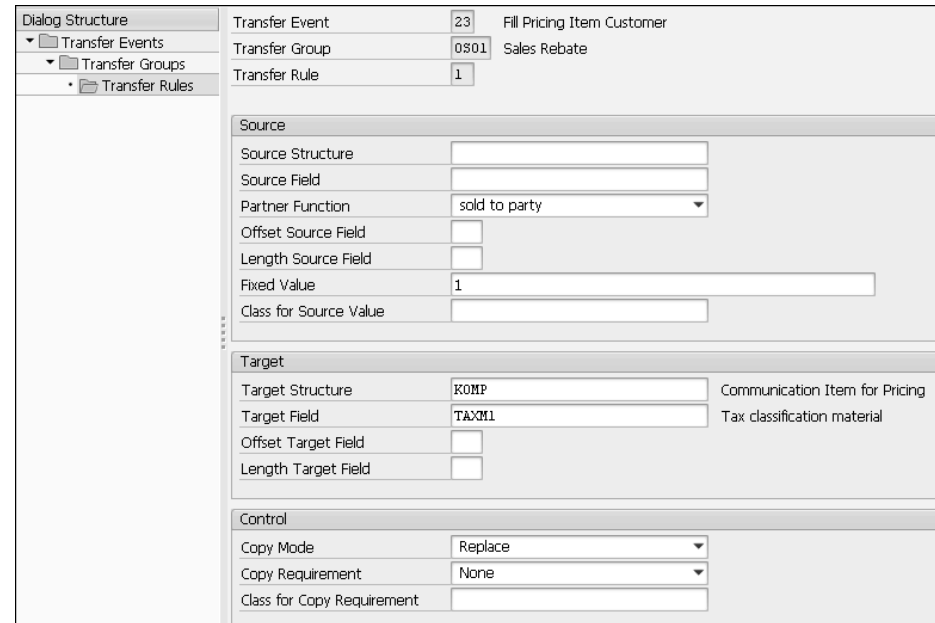 Dialog Structure
Transfer Events
Transfer Groups
Transfer Rules
Transfer Event 23 Fill Pricing Item Customer
Transfer Group 0S01 Sales Rebate
Transfer Rule 1
Source
Source Structure
Source Field
Partner Function sold to party
Offset Source Field
Length Source Field
Fixed Value 1
Class for Source Value
Target
Target Structure KOMP Communication Item for Pricing
Target Field TAXM1 Tax classification material
Offset Target Field
Length Target Field
Control
Copy Mode Replace
Copy Requirement None
Class for Copy Requirement